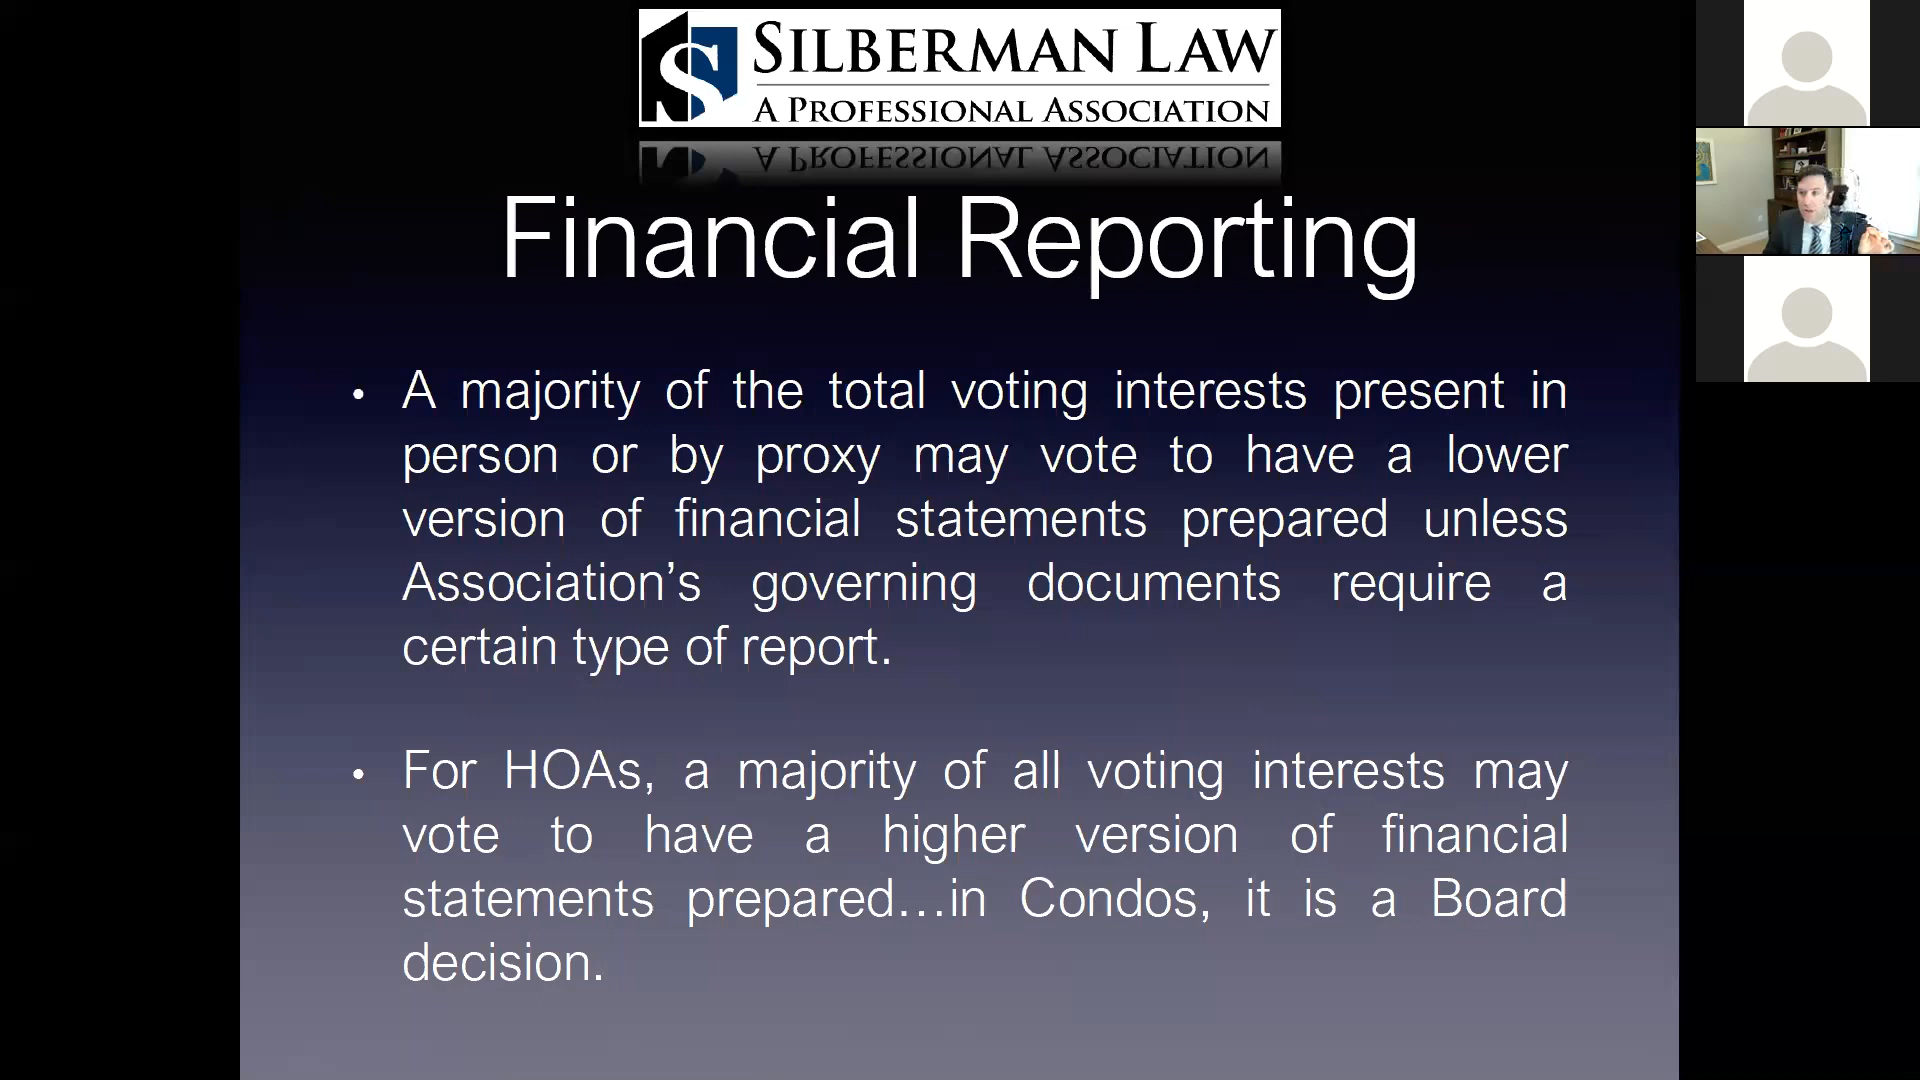 S SILBERMAN LAW
A PROFESSIONAL ASSOCIATION
Financial Reporting
• A majority of the total voting interests present in
person or by proxy may vote to have a lower
version of financial statements prepared unless
Association’s governing documents require a
certain type of report.
• For HOAs, a majority of all voting interests may
vote to have a higher version of financial
statements prepared…in Condos, it is a Board
decision.